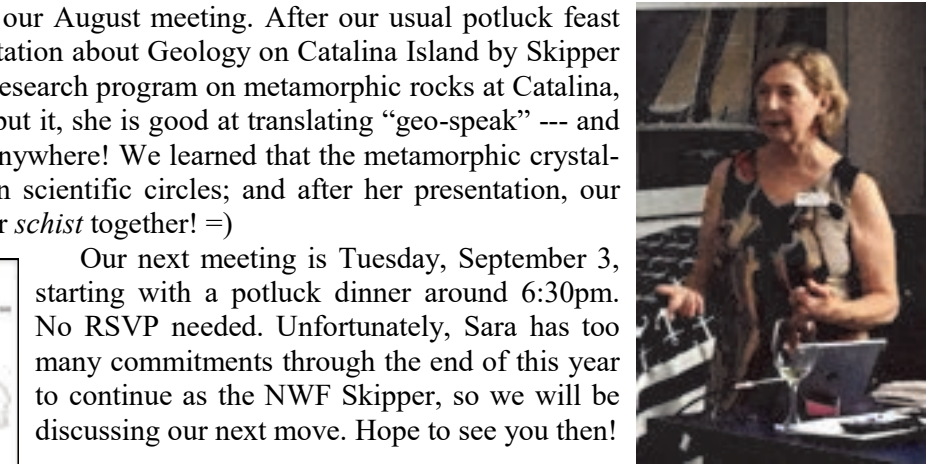 our August meeting. After our usual potluck feast
tation about Geology on Catalina Island by Skipper
esearch program on metamorphic rocks at Catalina,
put it, she is good at translating “geo-speak” --- and
nywhere! We learned that the metamorphic crystal-
n scientific circles; and after her presentation, our
r schist together! =)
Our next meeting is Tuesday, September 3,
starting with a potluck dinner around 6:30pm.
No RSVP needed. Unfortunately, Sara has too
many commitments through the end of this year
to continue as the NWF Skipper, so we will be
discussing our next move. Hope to see you then!